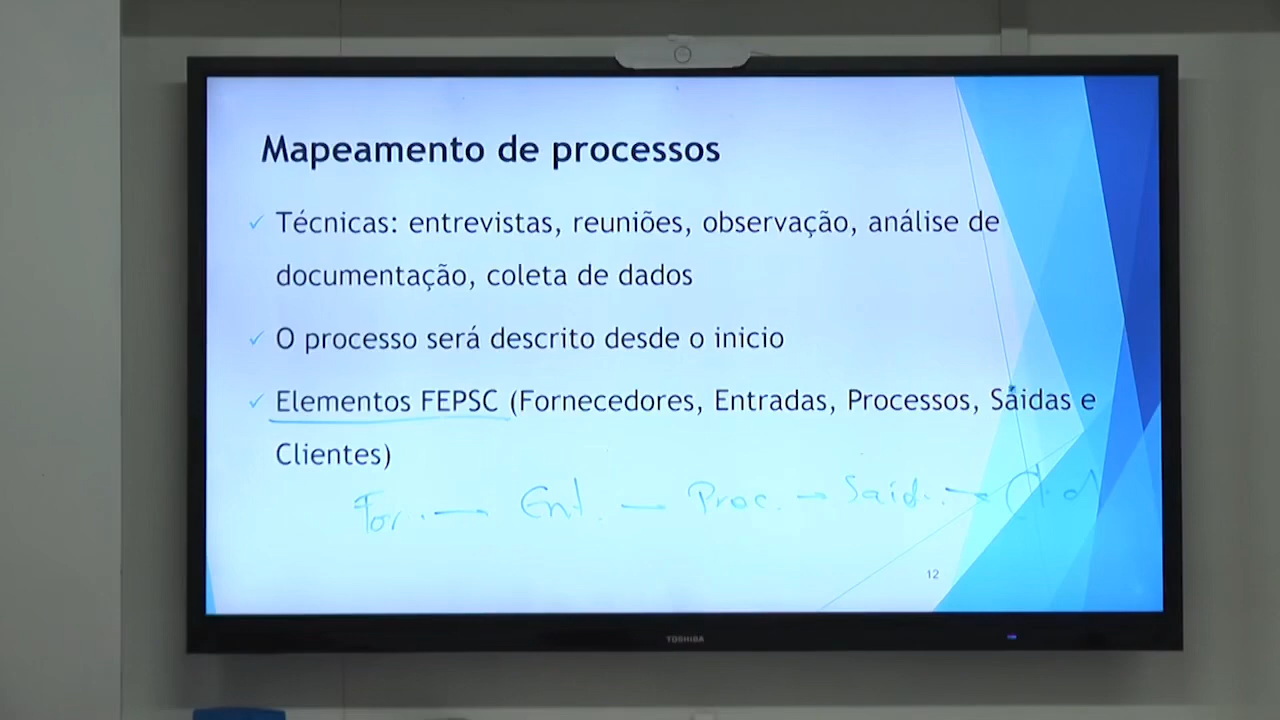 Mapeamento de processos
✓ Técnicas: entrevistas, reuniões, observação, análise de
documentação, coleta de dados
✓ O processo será descrito desde o inicio
✓ Elementos FEPSC (Fornecedores, Entradas, Processos, Sáidas e
Clientes)
For.. — Ent. — Proc. → Saíd..
12
TOSHIBA